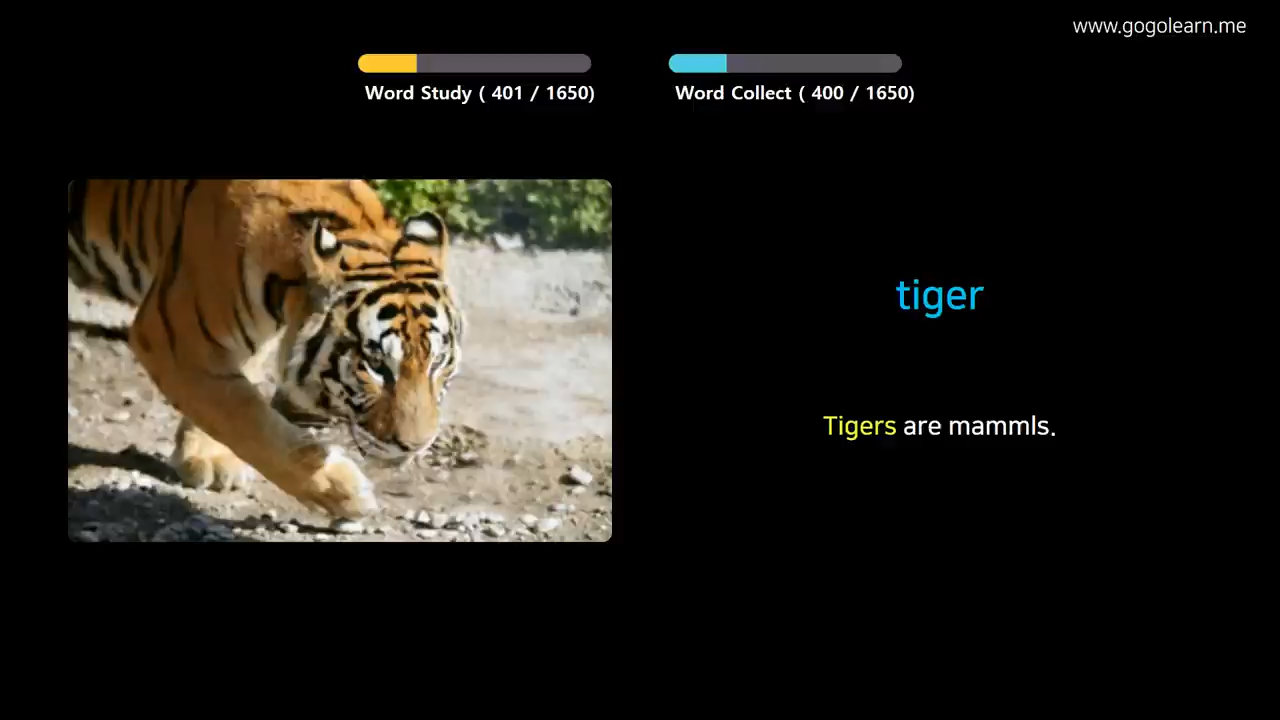 www.gogolearn.me
Word Study ( 401 / 1650)
Word Collect ( 400 / 1650)
tiger
Tigers are mammls.